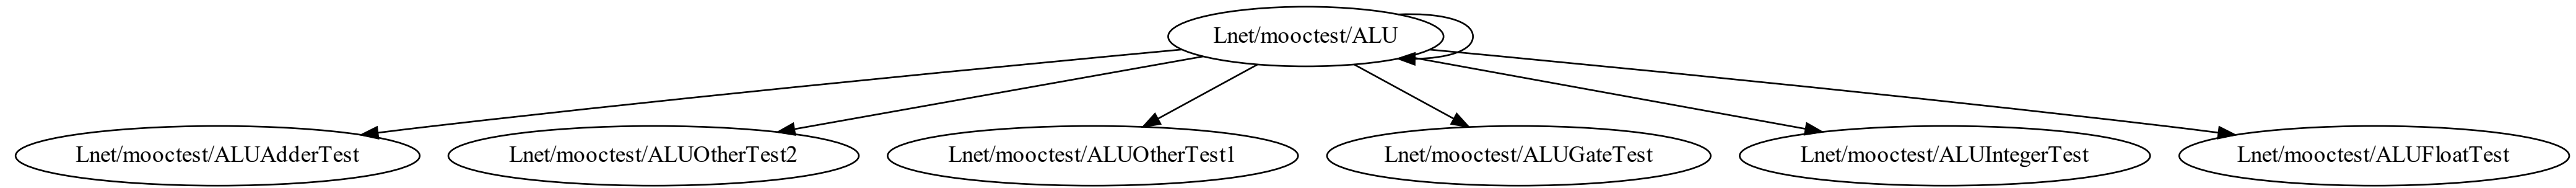 Lnet/mooctest/ALU
Lnet/mooctest/ALUAdderTest
Lnet/mooctest/ALUOtherTest2
Lnet/mooctest/ALUOtherTest1
Lnet/mooctest/ALUGateTest
Lnet/mooctest/ALUIntegerTest
Lnet/mooctest/ALUFloatTest